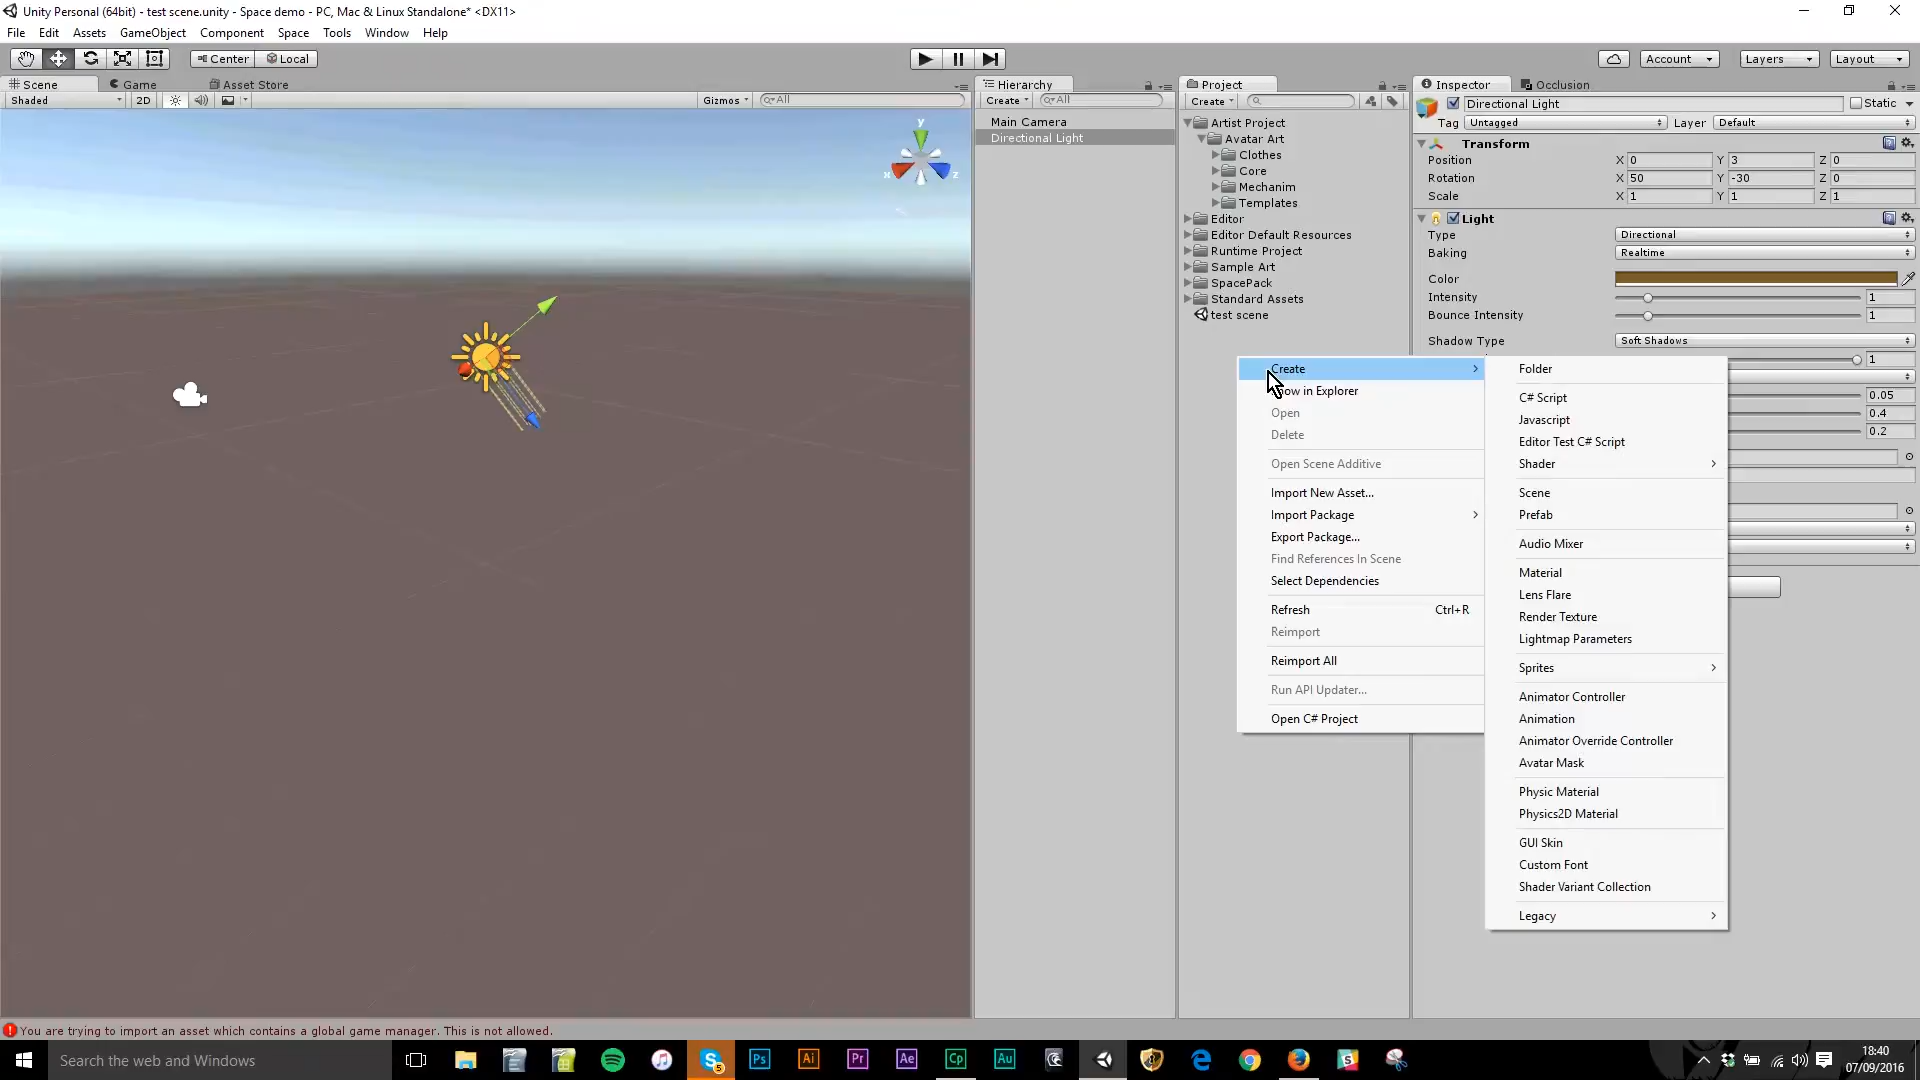 Unity Personal (64bit) - test scene.unity - Space demo - PC, Mac & Linux Standalone* <DX11>
File Edit Assets GameObject Component Space Tools Window Help
Center Local Account Layers Layout
Scene Game Asset Store
Shaded 2D Gizmos All
Hierarchy
Create All
Main Camera
Directional Light
Project
Create
Artist Project
Avatar Art
Clothes
Core
Mechanim
Templates
Editor
Editor Default Resources
Runtime Project
Sample Art
SpacePack
Standard Assets
test scene
Inspector Occlusion
Directional Light Static
Tag Untagged Layer Default
Transform
Position X 0 Y 3 Z 0
Rotation X 50 Y -30 Z 0
Scale X 1 Y 1 Z 1
Light
Type Directional
Baking Realtime
Color
Intensity 1
Bounce Intensity 1
Shadow Type Soft Shadows
1
0.05
0.4
0.2
Create
ow in Explorer
Open
Delete
Open Scene Additive
Import New Asset...
Import Package
Export Package...
Find References In Scene
Select Dependencies
Refresh Ctrl+R
Reimport
Reimport All
Run API Updater...
Open C# Project
Folder
C# Script
Javascript
Editor Test C# Script
Shader
Scene
Prefab
Audio Mixer
Material
Lens Flare
Render Texture
Lightmap Parameters
Sprites
Animator Controller
Animation
Animator Override Controller
Avatar Mask
Physic Material
Physics2D Material
GUI Skin
Custom Font
Shader Variant Collection
Legacy
y
x z
You are trying to import an asset which contains a global game manager. This is not allowed.
Search the web and Windows
5 Ps Ai Pr Ae Cp Au
18:40
07/09/2016